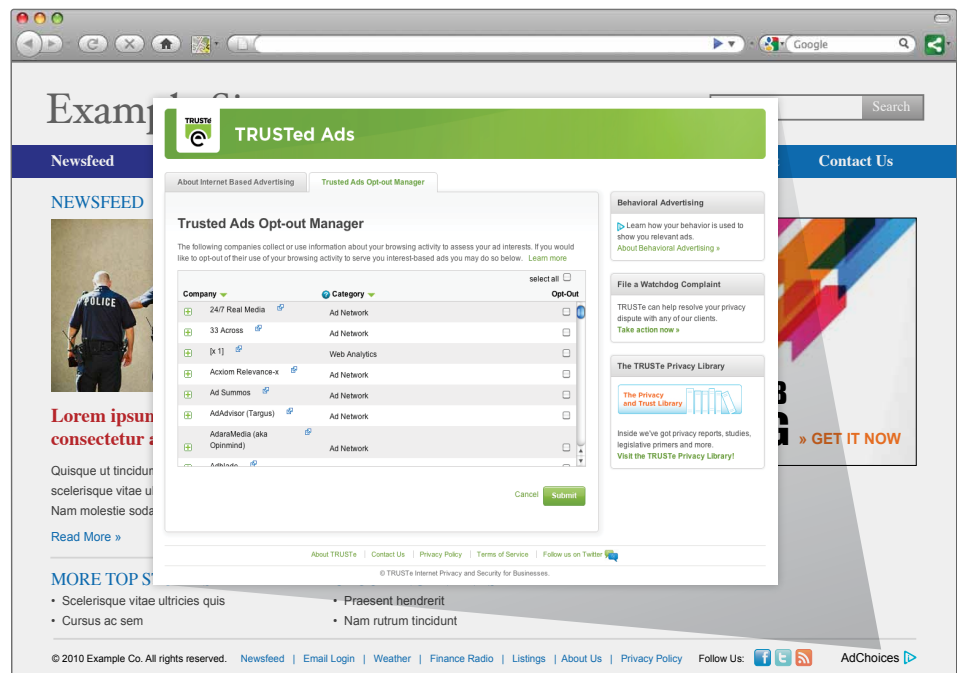 Google
Exam
Search
Newsfeed
Contact Us
TRUSTe
TRUSTed Ads
About Internet Based Advertising
Trusted Ads Opt-out Manager
Trusted Ads Opt-out Manager
The following companies collect or use information about your browsing activity to assess your ad interests. If you would
like to opt-out of their use of your browsing activity to serve you interest-based ads you may do so below. Learn more
select all
Company Category Opt-Out
24/7 Real Media Ad Network
33 Across Ad Network
[x 1] Web Analytics
Acxiom Relevance-x Ad Network
Ad Summos Ad Network
AdAdvisor (Targus) Ad Network
AdaraMedia (aka
Opinmind) Ad Network
Adblade
Cancel Submit
Behavioral Advertising
Learn how your behavior is used to
show you relevant ads.
About Behavioral Advertising »
File a Watchdog Complaint
TRUSTe can help resolve your privacy
dispute with any of our clients.
Take action now »
The TRUSTe Privacy Library
The Privacy
and Trust Library
Inside we've got privacy reports, studies,
legislative primers and more.
Visit the TRUSTe Privacy Library!
About TRUSTe | Contact Us | Privacy Policy | Terms of Service | Follow us on Twitter
© TRUSTe Internet Privacy and Security for Businesses.
NEWSFEED
POLICE
Lorem ipsum
consectetur a
Quisque ut tincidun
scelerisque vitae ul
Nam molestie soda
Read More »
B
G » GET IT NOW
MORE TOP S
• Scelerisque vitae ultricies quis
• Cursus ac sem
• Praesent hendrerit
• Nam rutrum tincidunt
© 2010 Example Co. All rights reserved. Newsfeed | Email Login | Weather | Finance Radio | Listings | About Us | Privacy Policy Follow Us: f t AdChoices